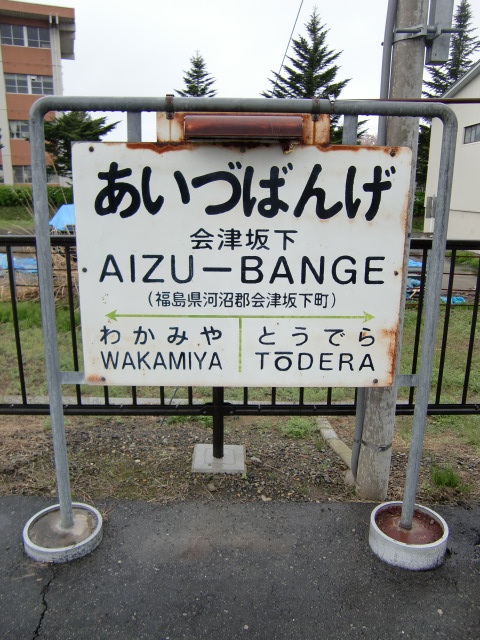 あいづばんげ
会津坂下
AIZU−BANGE
(福島県河沼郡会津坂下町)
わかみや とうでら
WAKAMIYA TŌDERA